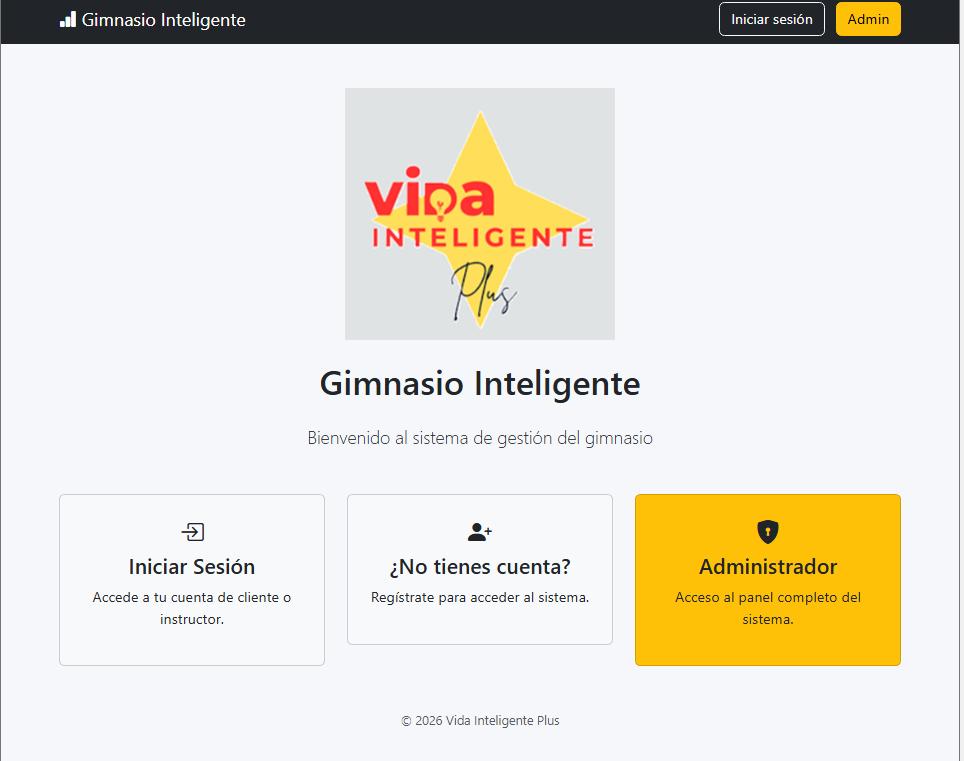 Gimnasio Inteligente
Iniciar sesión
Admin
vida
INTELIGENTE
Plus
Gimnasio Inteligente
Bienvenido al sistema de gestión del gimnasio
Iniciar Sesión
Accede a tu cuenta de cliente o
instructor.
¿No tienes cuenta?
Regístrate para acceder al sistema.
Administrador
Acceso al panel completo del
sistema.
© 2026 Vida Inteligente Plus